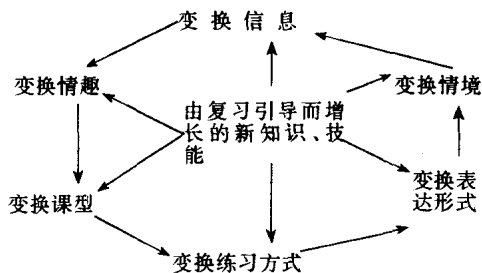 变换信息
变换情趣
变换情境
由复习引导而增
长的新知识、技
能
变换表
达形式
变换课型
变换练习方式